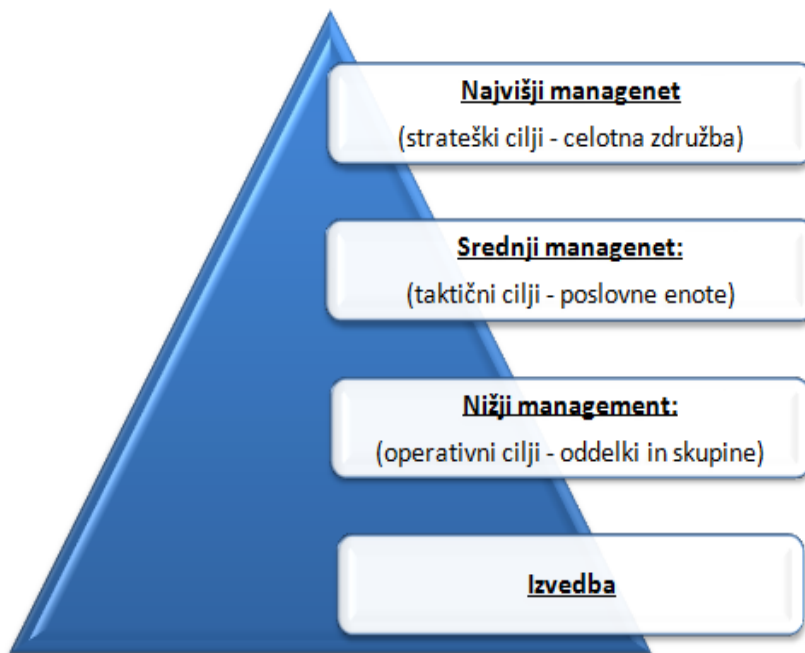 Najvišji managenet
(strateški cilji - celotna združba)
Srednji managenet:
(taktični cilji - poslovne enote)
Nižji management:
(operativni cilji - oddelki in skupine)
Izvedba